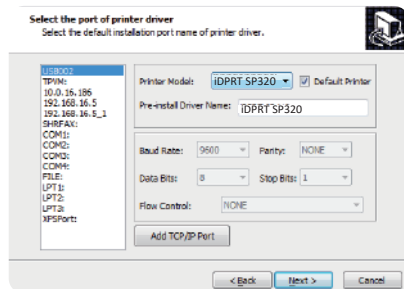 Select the port of printer driver
Select the default installation port name of printer driver.
USB002
TPVM:
10.0.16.186
192.168.16.5
192.168.16.5_1
SHRFAX:
COM1:
COM2:
COM3:
COM4:
FILE:
LPT1:
LPT2:
LPT3:
XPSPort:
Printer Model: iDPRT SP320 Default Printer
Pre-install Driver Name: iDPRT SP320
Baud Rate: 9600 Parity: NONE
Data Bits: 8 Stop Bits: 1
Flow Control: NONE
Add TCP/IP Port
< Back Next > Cancel